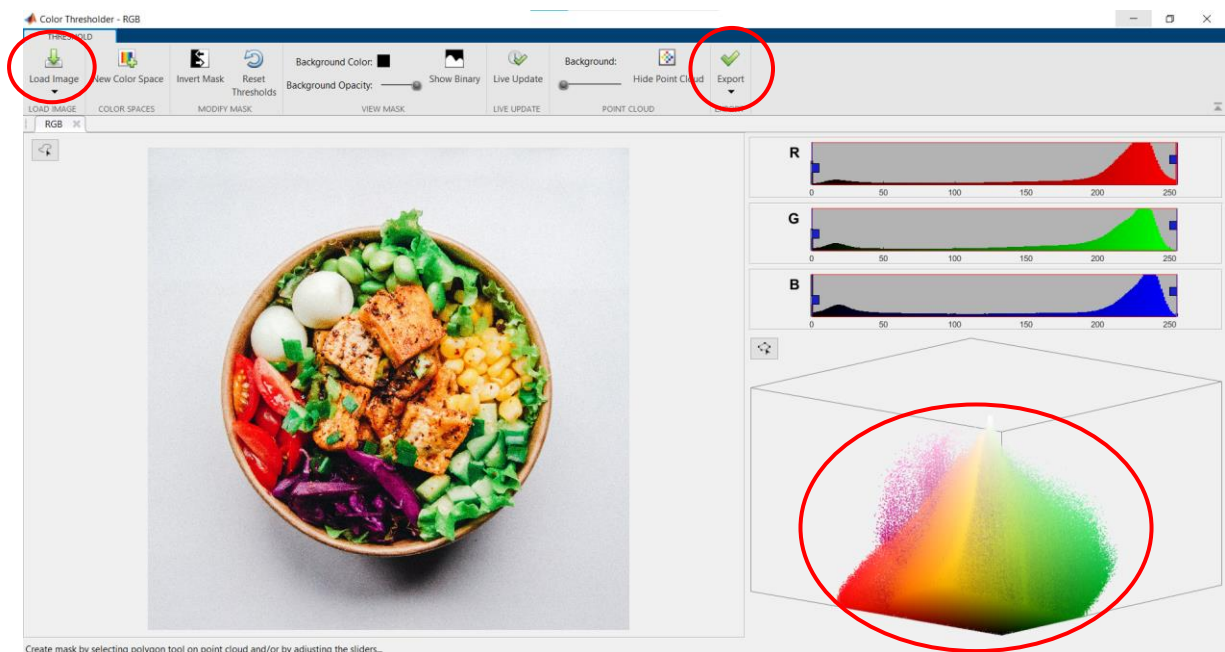 Color Thresholder - RGB
THRESHOLD
Load Image
New Color Space
Invert Mask
Reset Thresholds
Background Color:
Background Opacity:
Show Binary
Live Update
Background:
Hide Point Cloud
Export
LOAD IMAGE
COLOR SPACES
MODIFY MASK
VIEW MASK
LIVE UPDATE
POINT CLOUD
EXPORT
RGB
R
0 50 100 150 200 250
G
0 50 100 150 200 250
B
0 50 100 150 200 250
Create mask by selecting polygon tool on point cloud and/or by adjusting the sliders...